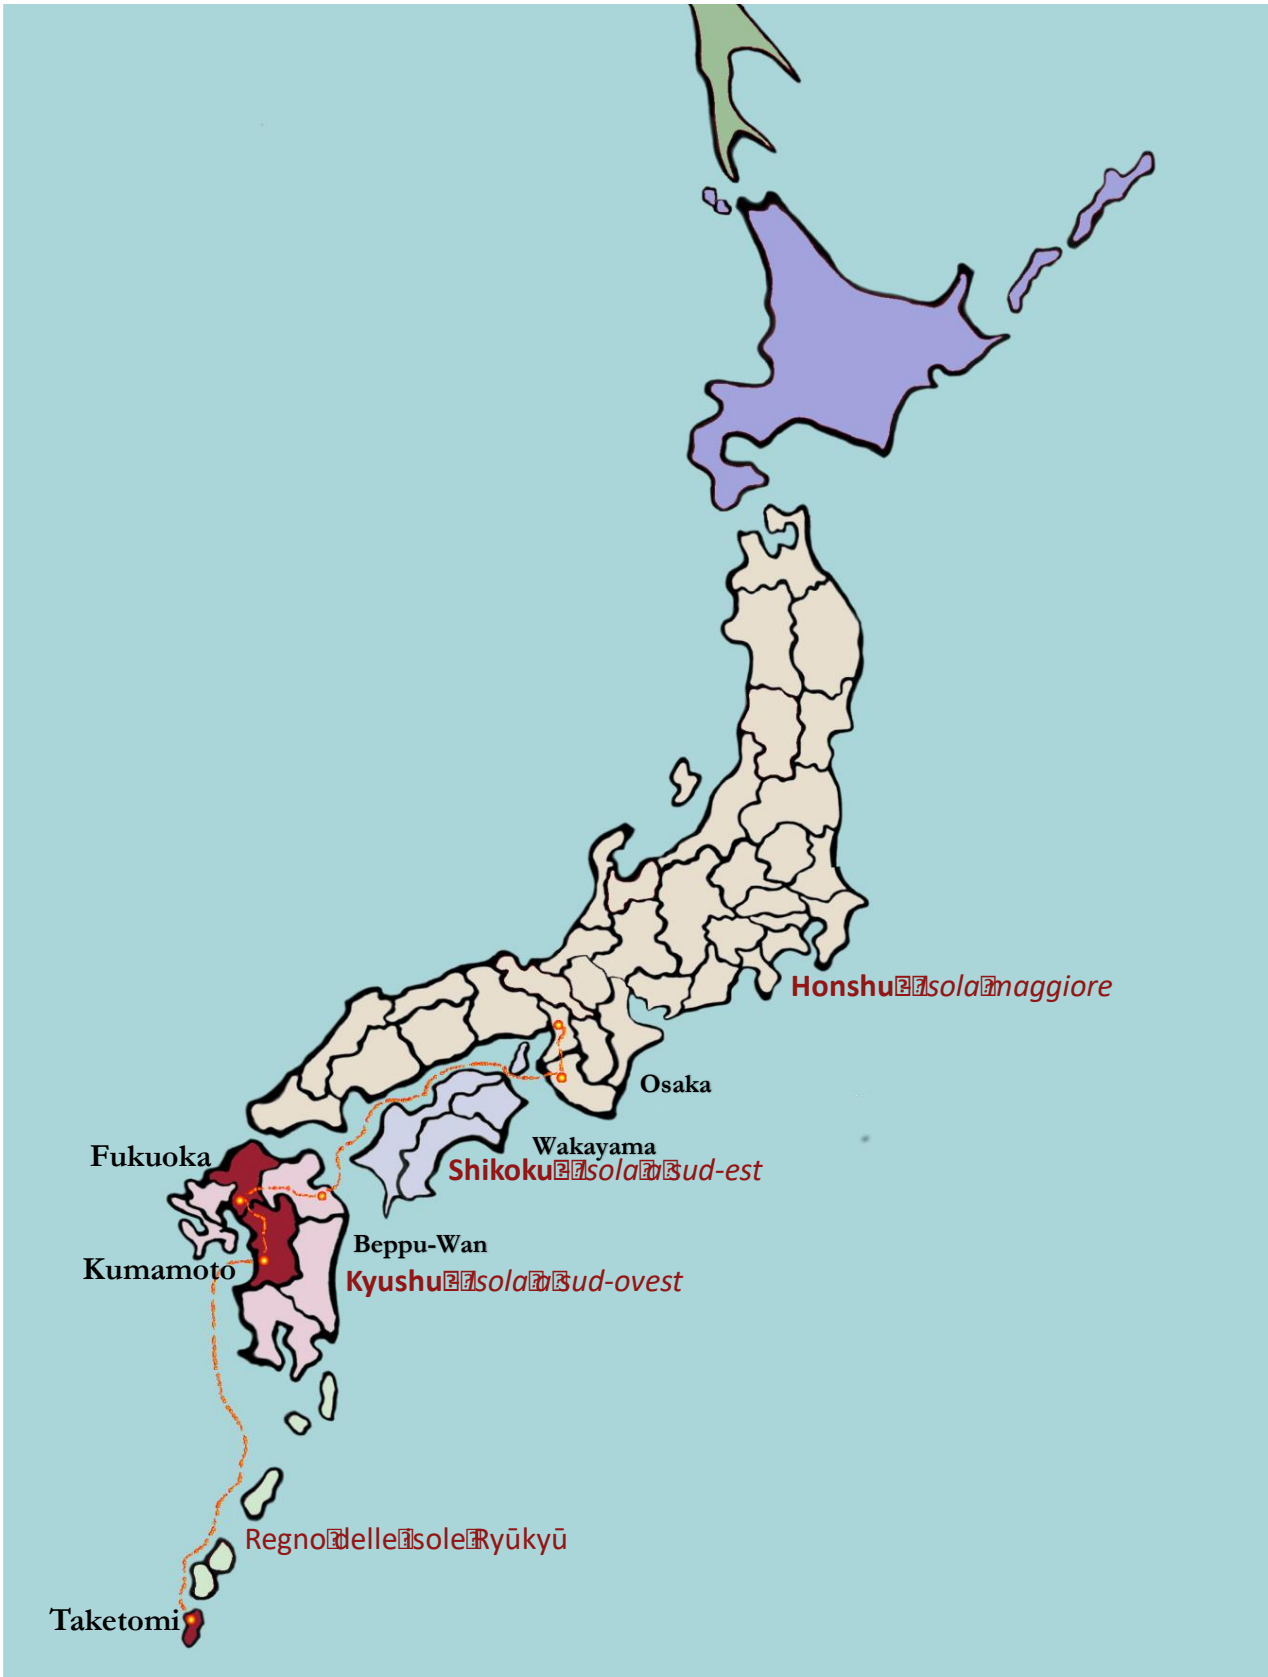 Honshu - Isola maggiore
Osaka
Wakayama
Fukuoka
Shikoku - Isola a sud-est
Beppu-Wan
Kumamoto
Kyushu - Isola a sud-ovest
Regno delle isole Ryūkyū
Taketomi